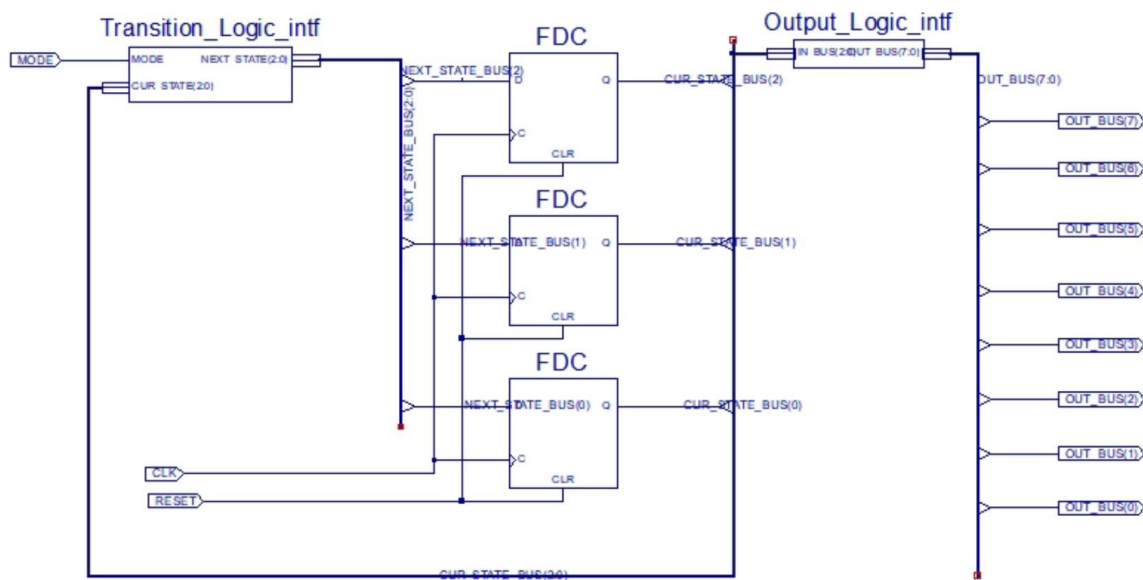 Transition_Logic_intf
Output_Logic_intf
FDC
MODE
MODE
NEXT STATE(2:0)
CUR STATE(2:0)
IN BUS(2:0)
OUT BUS(7:0)
NEXT_STATE_BUS(2)
D
Q
CUR_STATE_BUS(2)
OUT_BUS(7:0)
NEXT_STATE_BUS(2:0)
C
CLR
OUT_BUS(7)
OUT_BUS(6)
FDC
NEXT_STATE_BUS(1)
Q
CUR_STATE_BUS(1)
OUT_BUS(5)
C
CLR
OUT_BUS(4)
OUT_BUS(3)
FDC
NEXT_STATE_BUS(0)
Q
CUR_STATE_BUS(0)
OUT_BUS(2)
C
CLR
OUT_BUS(1)
CLK
RESET
OUT_BUS(0)
CUR_STATE_BUS(2:0)